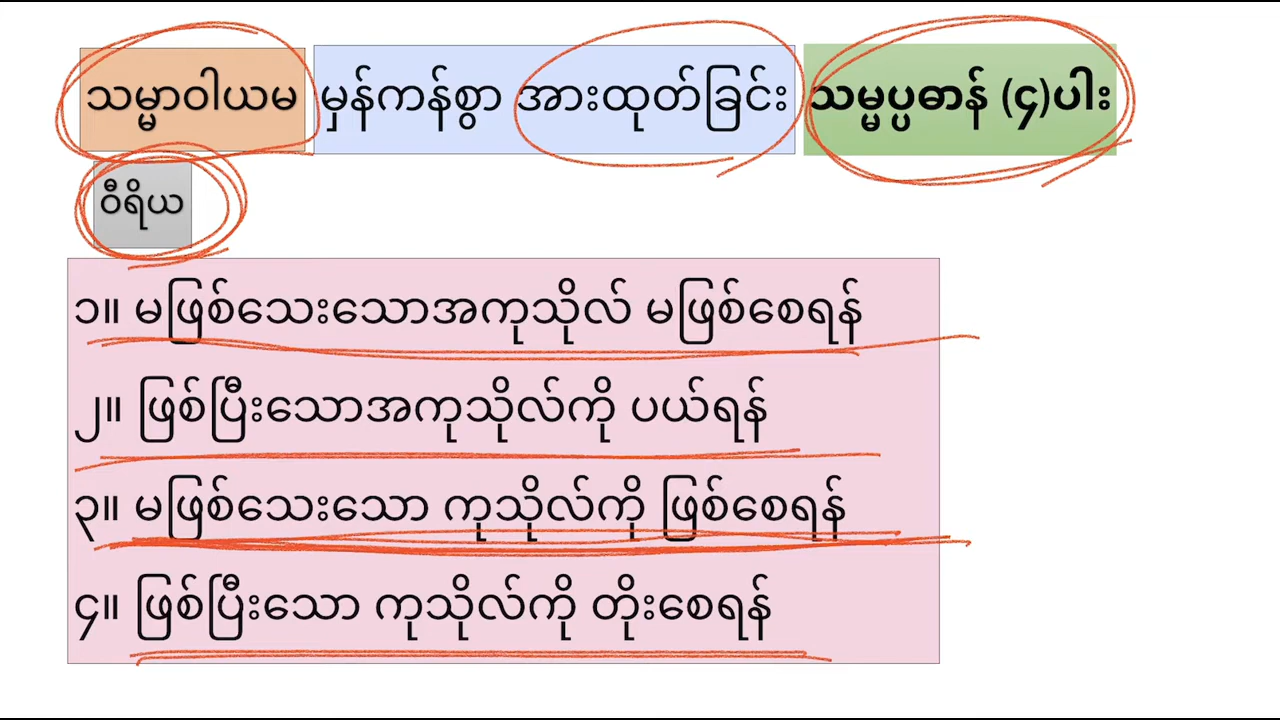 သမ္မာဝါယမ မှန်ကန်စွာ အားထုတ်ခြင်း သမ္မပ္ပဓာန် (၄)ပါး
ဝီရိယ
၁။ မဖြစ်သေးသောအကုသိုလ် မဖြစ်စေရန်
၂။ ဖြစ်ပြီးသောအကုသိုလ်ကို ပယ်ရန်
၃။ မဖြစ်သေးသော ကုသိုလ်ကို ဖြစ်စေရန်
၄။ ဖြစ်ပြီးသော ကုသိုလ်ကို တိုးစေရန်